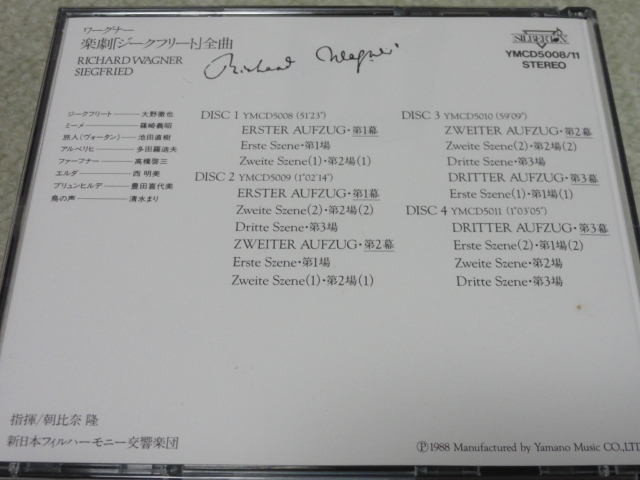 ワーグナー
楽劇「ジークフリート」全曲
RICHARD WAGNER
SIEGFRIED
Richard Wagner
SILBERTON
YMCD5008/11
STEREO
ジークフリート――大野徹也
ミーメ――篠崎義昭
旅人(ヴォータン)――池田直樹
アルベリヒ――多田羅迪夫
ファーフナー――高橋啓三
エルダ――西 明美
ブリュンヒルデ――豊田喜代美
鳥の声――清水まり
DISC 1 YMCD5008 (51'23")
ERSTER AUFZUG・第1幕
Erste Szene・第1場
Zweite Szene(1)・第2場(1)
DISC 2 YMCD5009 (1°02'14")
ERSTER AUFZUG・第1幕
Zweite Szene(2)・第2場(2)
Dritte Szene・第3場
ZWEITER AUFZUG・第2幕
Erste Szene・第1場
Zweite Szene(1)・第2場(1)
DISC 3 YMCD5010 (59'09")
ZWEITER AUFZUG・第2幕
Zweite Szene(2)・第2場(2)
Dritte Szene・第3場
DRITTER AUFZUG・第3幕
Erste Szene(1)・第1場(1)
DISC 4 YMCD5011 (1°03'05")
DRITTER AUFZUG・第3幕
Erste Szene(2)・第1場(2)
Zweite Szene・第2場
Dritte Szene・第3場
指揮/朝比奈 隆
新日本フィルハーモニー交響楽団
Ⓟ1988 Manufactured by Yamano Music CO.,LTD